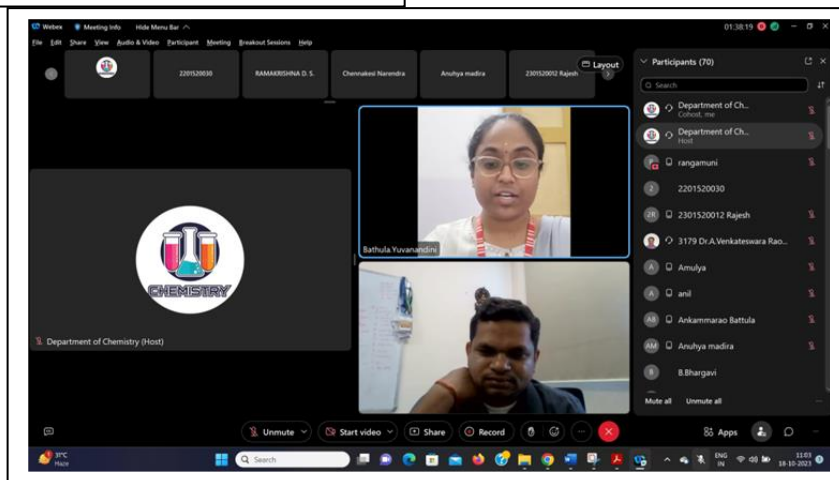 Webex Meeting Info Hide Menu Bar
01:38:19
File Edit Share View Audio & Video Participant Meeting Breakout Sessions Help
2201520030
RAMAKRISHNA D. S.
Chennakesi Narendra
Anuhya madira
2301520012 Rajesh
Layout
CHEMISTRY
Department of Chemistry (Host)
Bathula.Yuvanandini
Participants (70)
Search
Department of Ch...
Cohost, me
Department of Ch...
Host
rangamuni
2 2201520030
2R 2301520012 Rajesh
3179 Dr.A.Venkateswara Rao...
A Amulya
A anil
AB Ankammarao Battula
AM Anuhya madira
B B.Bhargavi
Mute all Unmute all
Unmute Start video Share Record Apps
31°C
Haze
Search
ENG
IN
11:03
18-10-2023